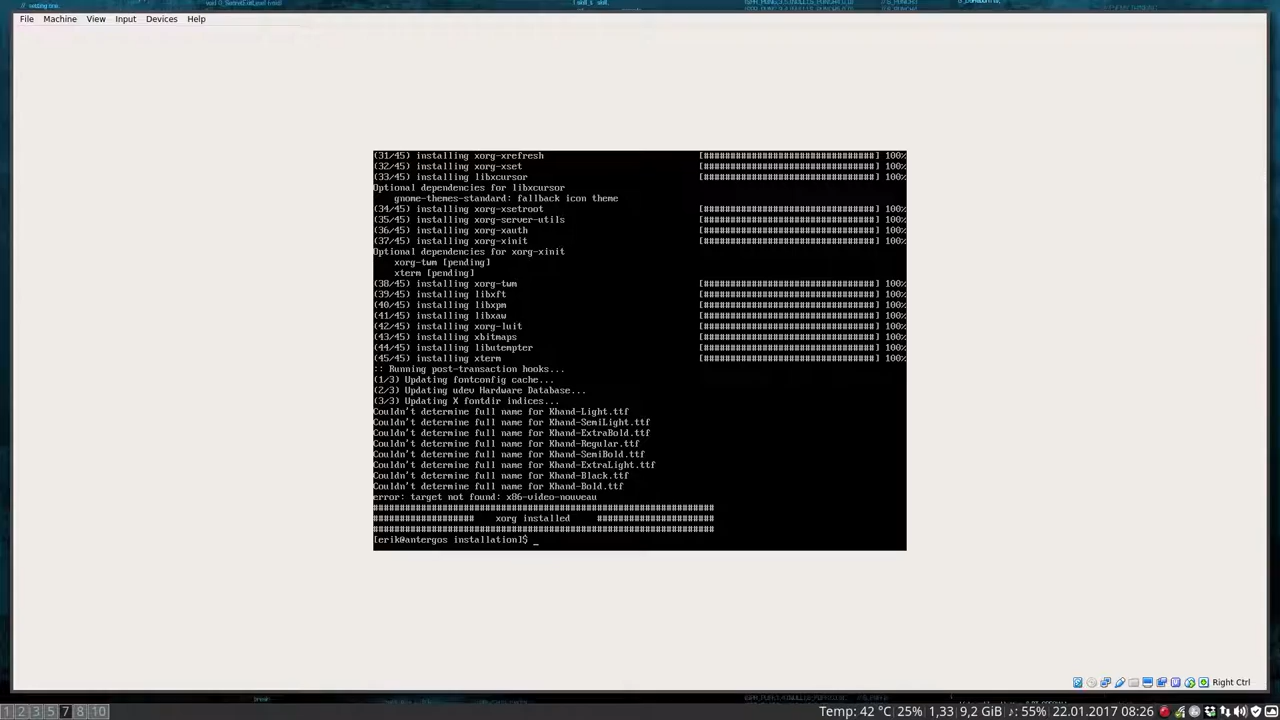 File Machine View Input Devices Help
(31/45) installing xorg-xrefresh [################################] 100%
(32/45) installing xorg-xset [################################] 100%
(33/45) installing libxcursor [################################] 100%
Optional dependencies for libxcursor
gnome-themes-standard: fallback icon theme
(34/45) installing xorg-xsetroot [################################] 100%
(35/45) installing xorg-server-utils [################################] 100%
(36/45) installing xorg-xauth [################################] 100%
(37/45) installing xorg-xinit [################################] 100%
Optional dependencies for xorg-xinit
xorg-twm [pending]
xterm [pending]
(38/45) installing xorg-twm [################################] 100%
(39/45) installing libxft [################################] 100%
(40/45) installing libxpm [################################] 100%
(41/45) installing libxaw [################################] 100%
(42/45) installing xorg-luit [################################] 100%
(43/45) installing xbitmaps [################################] 100%
(44/45) installing libutempter [################################] 100%
(45/45) installing xterm [################################] 100%
:: Running post-transaction hooks...
(1/3) Updating fontconfig cache...
(2/3) Updating udev Hardware Database...
(3/3) Updating X fontdir indices...
Couldn't determine full name for Khand-Light.ttf
Couldn't determine full name for Khand-SemiLight.ttf
Couldn't determine full name for Khand-ExtraBold.ttf
Couldn't determine full name for Khand-Regular.ttf
Couldn't determine full name for Khand-SemiBold.ttf
Couldn't determine full name for Khand-ExtraLight.ttf
Couldn't determine full name for Khand-Black.ttf
Couldn't determine full name for Khand-Bold.ttf
error: target not found: x86-video-nouveau
################################################################
################### xorg installed ######################
################################################################
[erik@antergos installation]$ _
Right Ctrl
1 2 3 5 7 8 10 Temp: 42 °C 25% 1,33 9,2 GiB ♪: 55% 22.01.2017 08:26